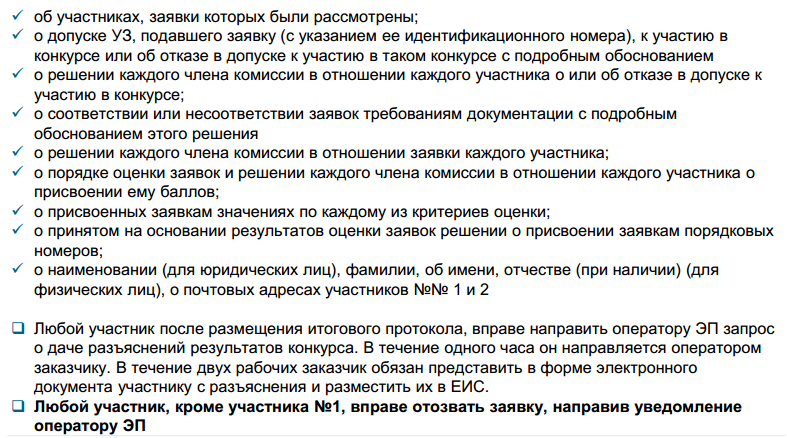 об участниках, заявки которых были рассмотрены;
о допуске УЗ, подавшего заявку (с указанием ее идентификационного номера), к участию в
конкурсе или об отказе в допуске к участию в таком конкурсе с подробным обоснованием
о решении каждого члена комиссии в отношении каждого участника о или об отказе в допуске к
участию в конкурсе;
о соответствии или несоответствии заявок требованиям документации с подробным
обоснованием этого решения
о решении каждого члена комиссии в отношении заявки каждого участника;
о порядке оценки заявок и решении каждого члена комиссии в отношении каждого участника о
присвоении ему баллов;
о присвоенных заявкам значениях по каждому из критериев оценки;
о принятом на основании результатов оценки заявок решении о присвоении заявкам порядковых
номеров;
о наименовании (для юридических лиц), фамилии, об имени, отчестве (при наличии) (для
физических лиц), о почтовых адресах участников №№ 1 и 2
Любой участник после размещения итогового протокола, вправе направить оператору ЭП запрос
о даче разъяснений результатов конкурса. В течение одного часа он направляется оператором
заказчику. В течение двух рабочих заказчик обязан представить в форме электронного
документа участнику с разъяснения и разместить их в ЕИС.
Любой участник, кроме участника №1, вправе отозвать заявку, направив уведомление
оператору ЭП